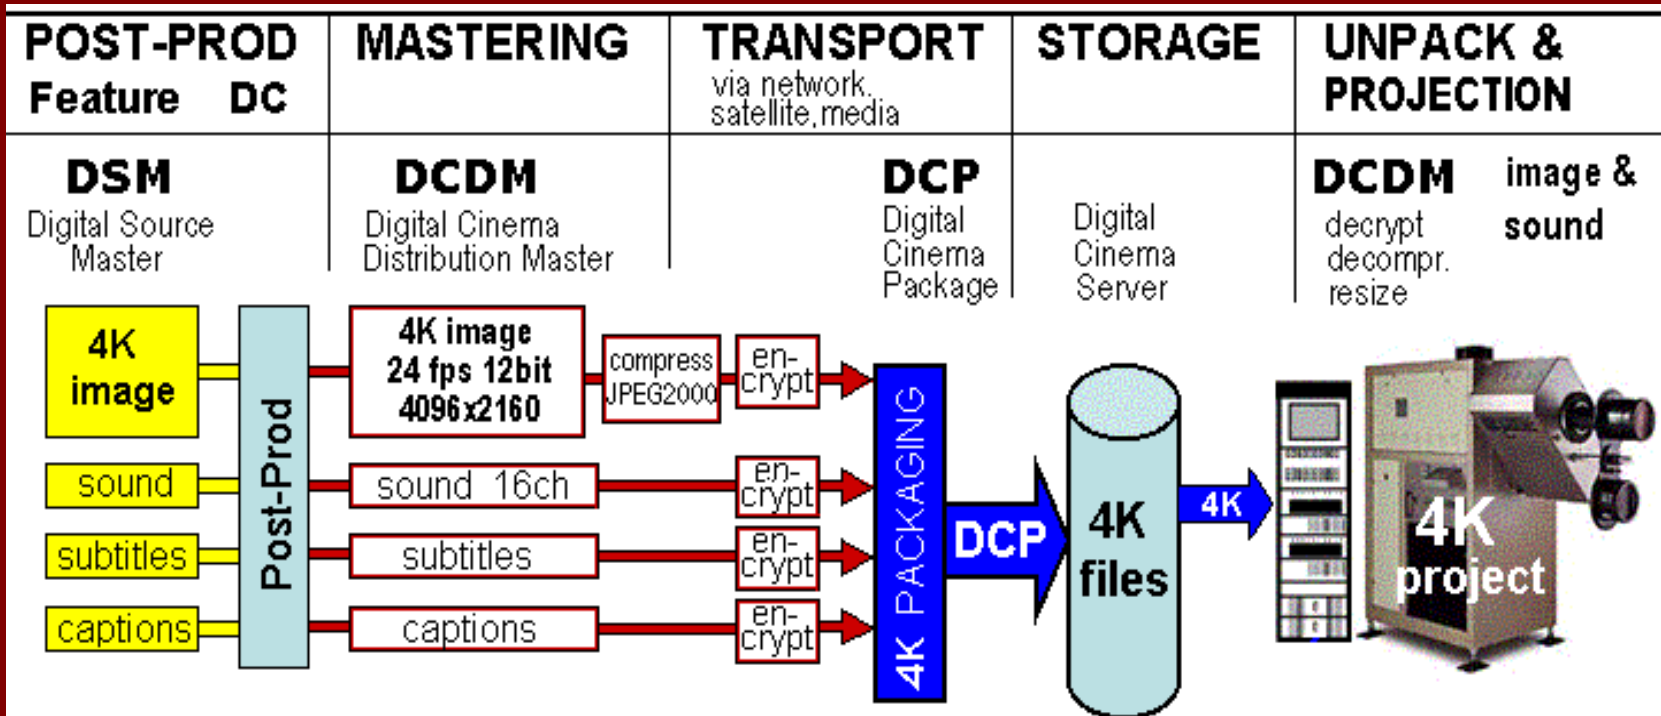 POST-PROD
Feature DC
MASTERING
TRANSPORT
via network.
satellite, media
STORAGE
UNPACK &
PROJECTION
DSM
Digital Source
Master
DCDM
Digital Cinema
Distribution Master
DCP
Digital
Cinema
Package
Digital
Cinema
Server
DCDM
decrypt
decompr.
resize
image &
sound
4K
image
sound
subtitles
captions
Post-Prod
4K image
24 fps 12bit
4096x2160
compress
JPEG2000
en-
crypt
sound 16ch
en-
crypt
subtitles
en-
crypt
captions
en-
crypt
4K PACKAGING
DCP
4K
files
4K
4K
project